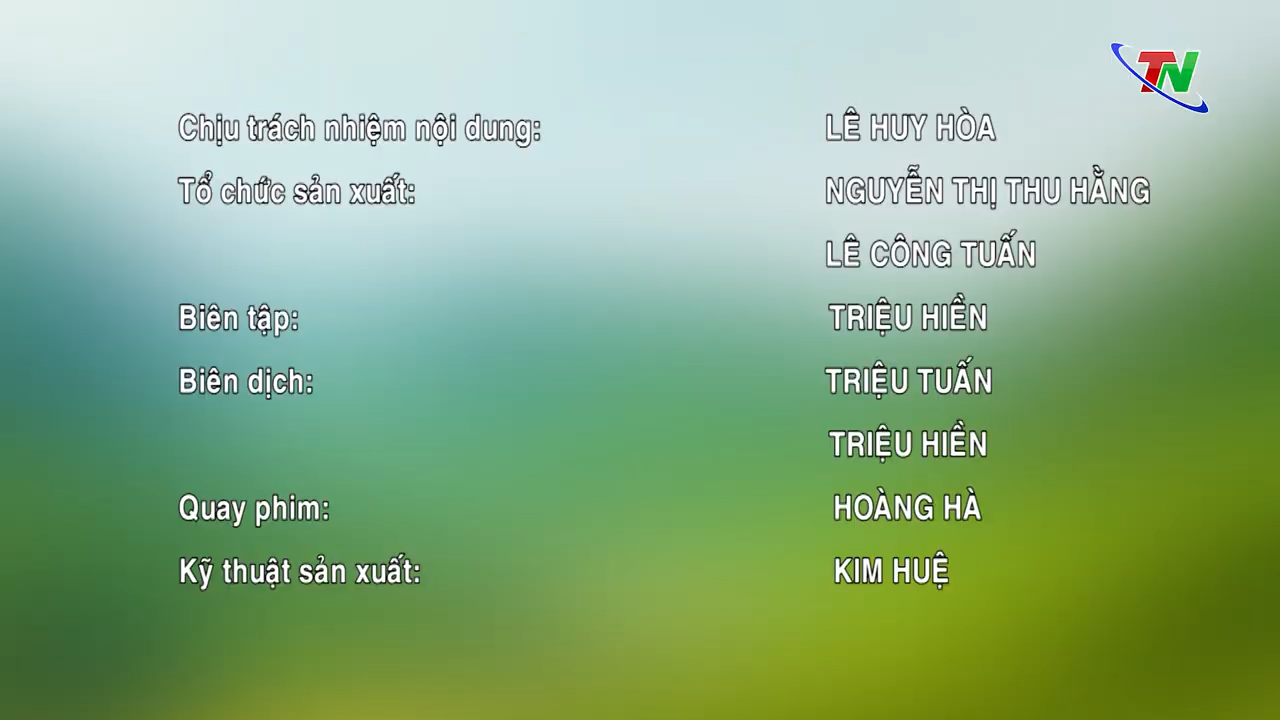 TN
Chịu trách nhiệm nội dung: LÊ HUY HÒA
Tổ chức sản xuất: NGUYỄN THỊ THU HẰNG
LÊ CÔNG TUẤN
Biên tập: TRIỆU HIỀN
Biên dịch: TRIỆU TUẤN
TRIỆU HIỀN
Quay phim: HOÀNG HÀ
Kỹ thuật sản xuất: KIM HUỆ